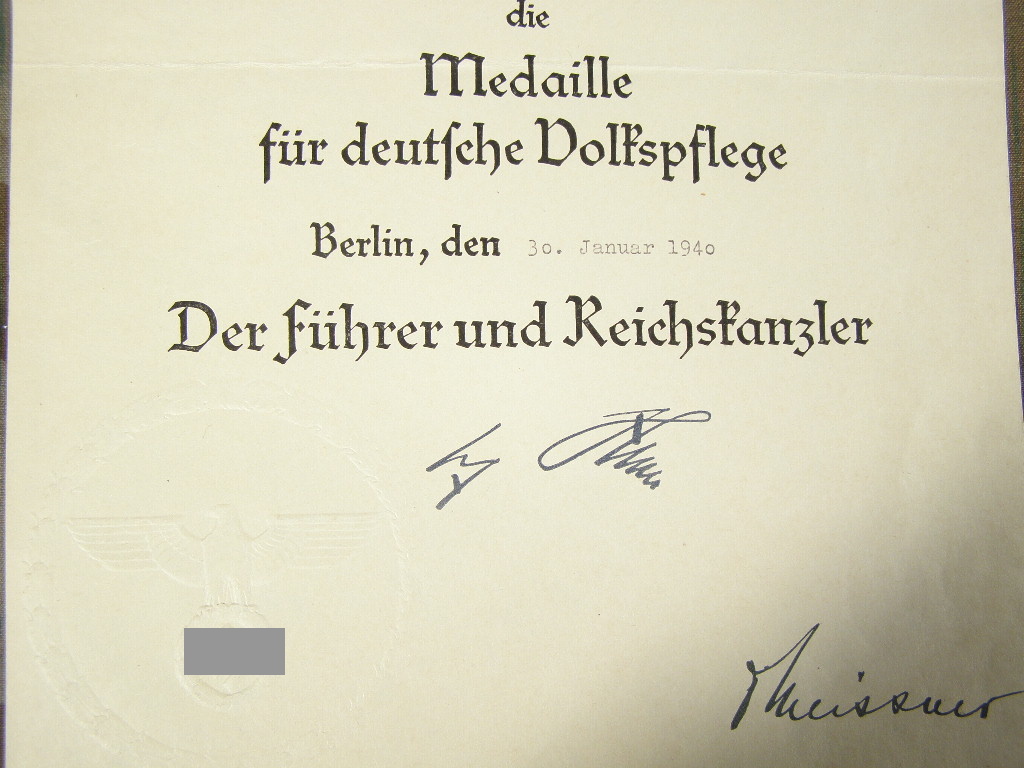 die
Medaille
für deutſche Volkspflege
Berlin, den 30. Januar 1940
Der Führer und Reichskanzler
Meissner